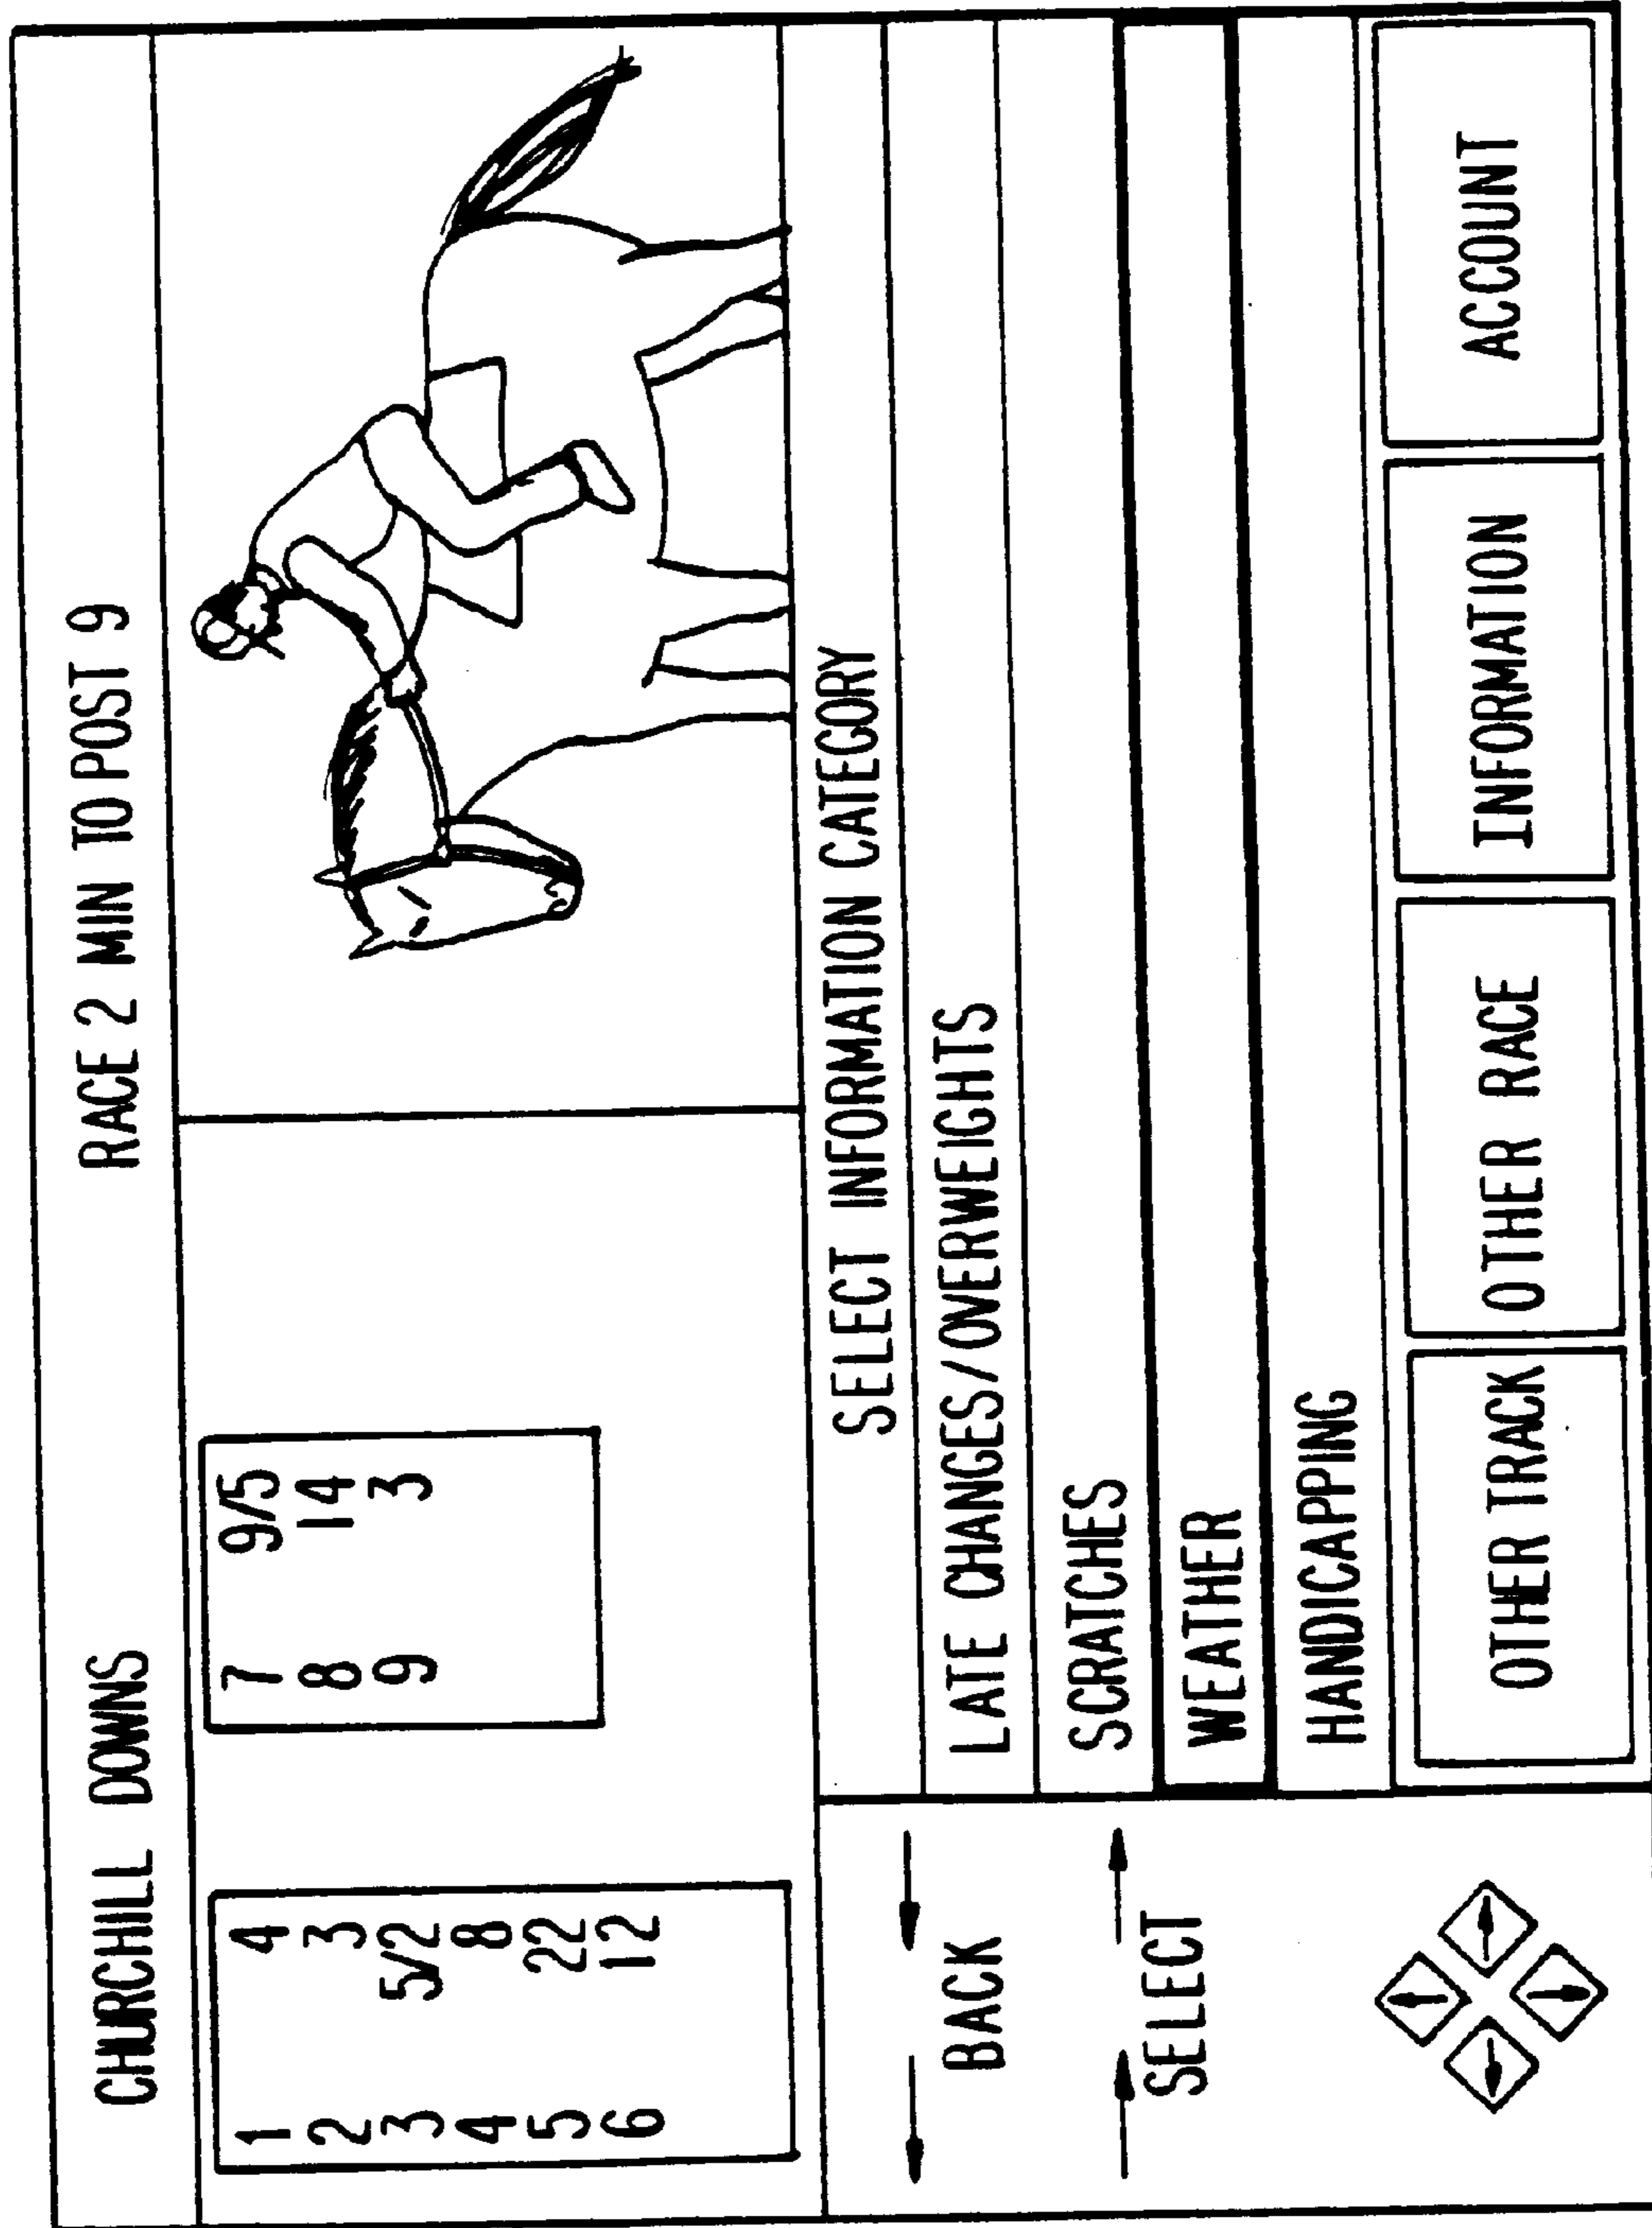 CHURCHILL DOWNS RACE 2 MIN TO POST 9
1 4
2 3
3 5/2
4 8
5 22
6 12
7 9/5
8 14
9 3
SELECT INFORMATION CATEGORY
LATE CHANGES/OVERWEIGHTS
SCRATCHES
WEATHER
HANDICAPPING
BACK
SELECT
OTHER TRACK
OTHER RACE
INFORMATION
ACCOUNT